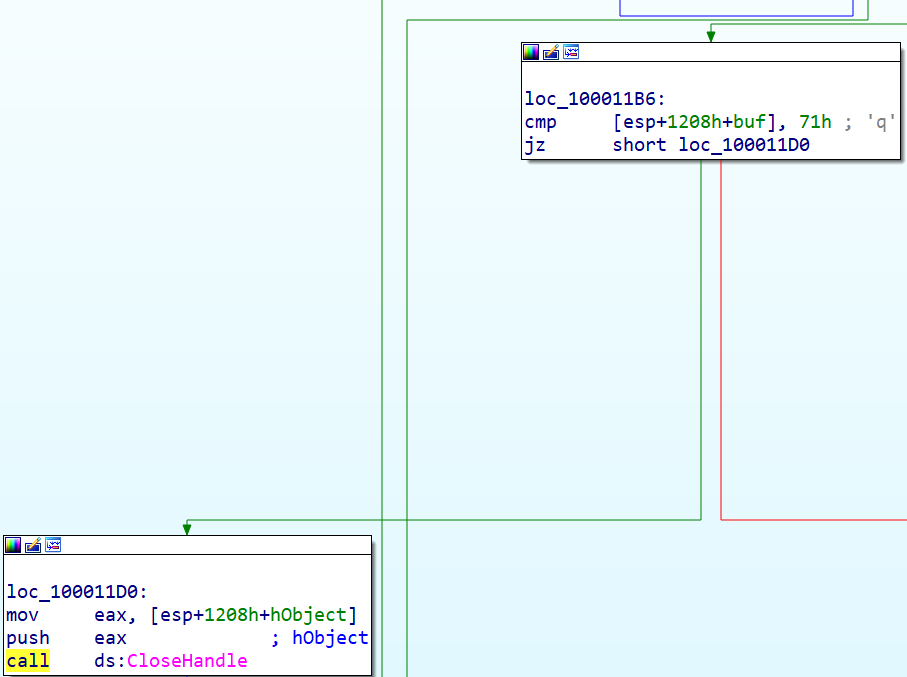 loc_100011B6:
cmp     [esp+1208h+buf], 71h ; 'q'
jz      short loc_100011D0
loc_100011D0:
mov     eax, [esp+1208h+hObject]
push    eax             ; hObject
call    ds:CloseHandle